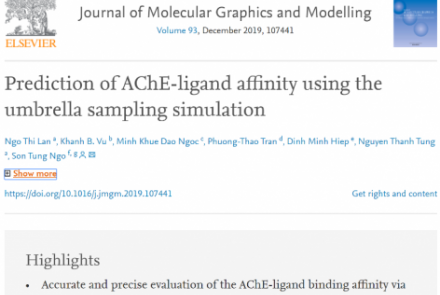 Journal of Molecular Graphics and Modelling
Volume 93, December 2019, 107441
ELSEVIER
Prediction of AChE-ligand affinity using the
umbrella sampling simulation
Ngo Thi Lan a, Khanh B. Vu b, Minh Khue Dao Ngoc c, Phuong-Thao Tran d, Dinh Minh Hiep e, Nguyen Thanh Tung
a, Son Tung Ngo f, g
Show more
https://doi.org/10.1016/j.jmgm.2019.107441 Get rights and content
Highlights
• Accurate and precise evaluation of the AChE-ligand binding affinity via